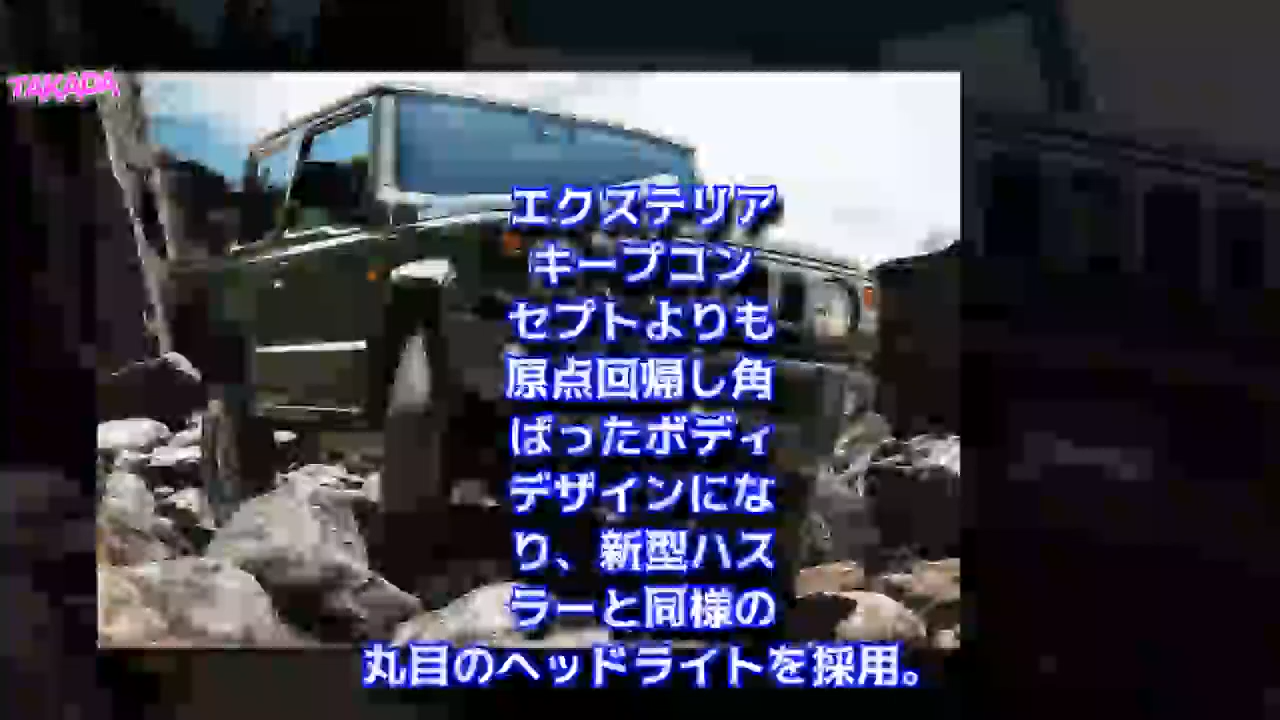 TAKADA
エクステリア
キープコン
セプトよりも
原点回帰し角
ばったボディ
デザインにな
り、新型ハス
ラーと同様の
丸目のヘッドライトを採用。